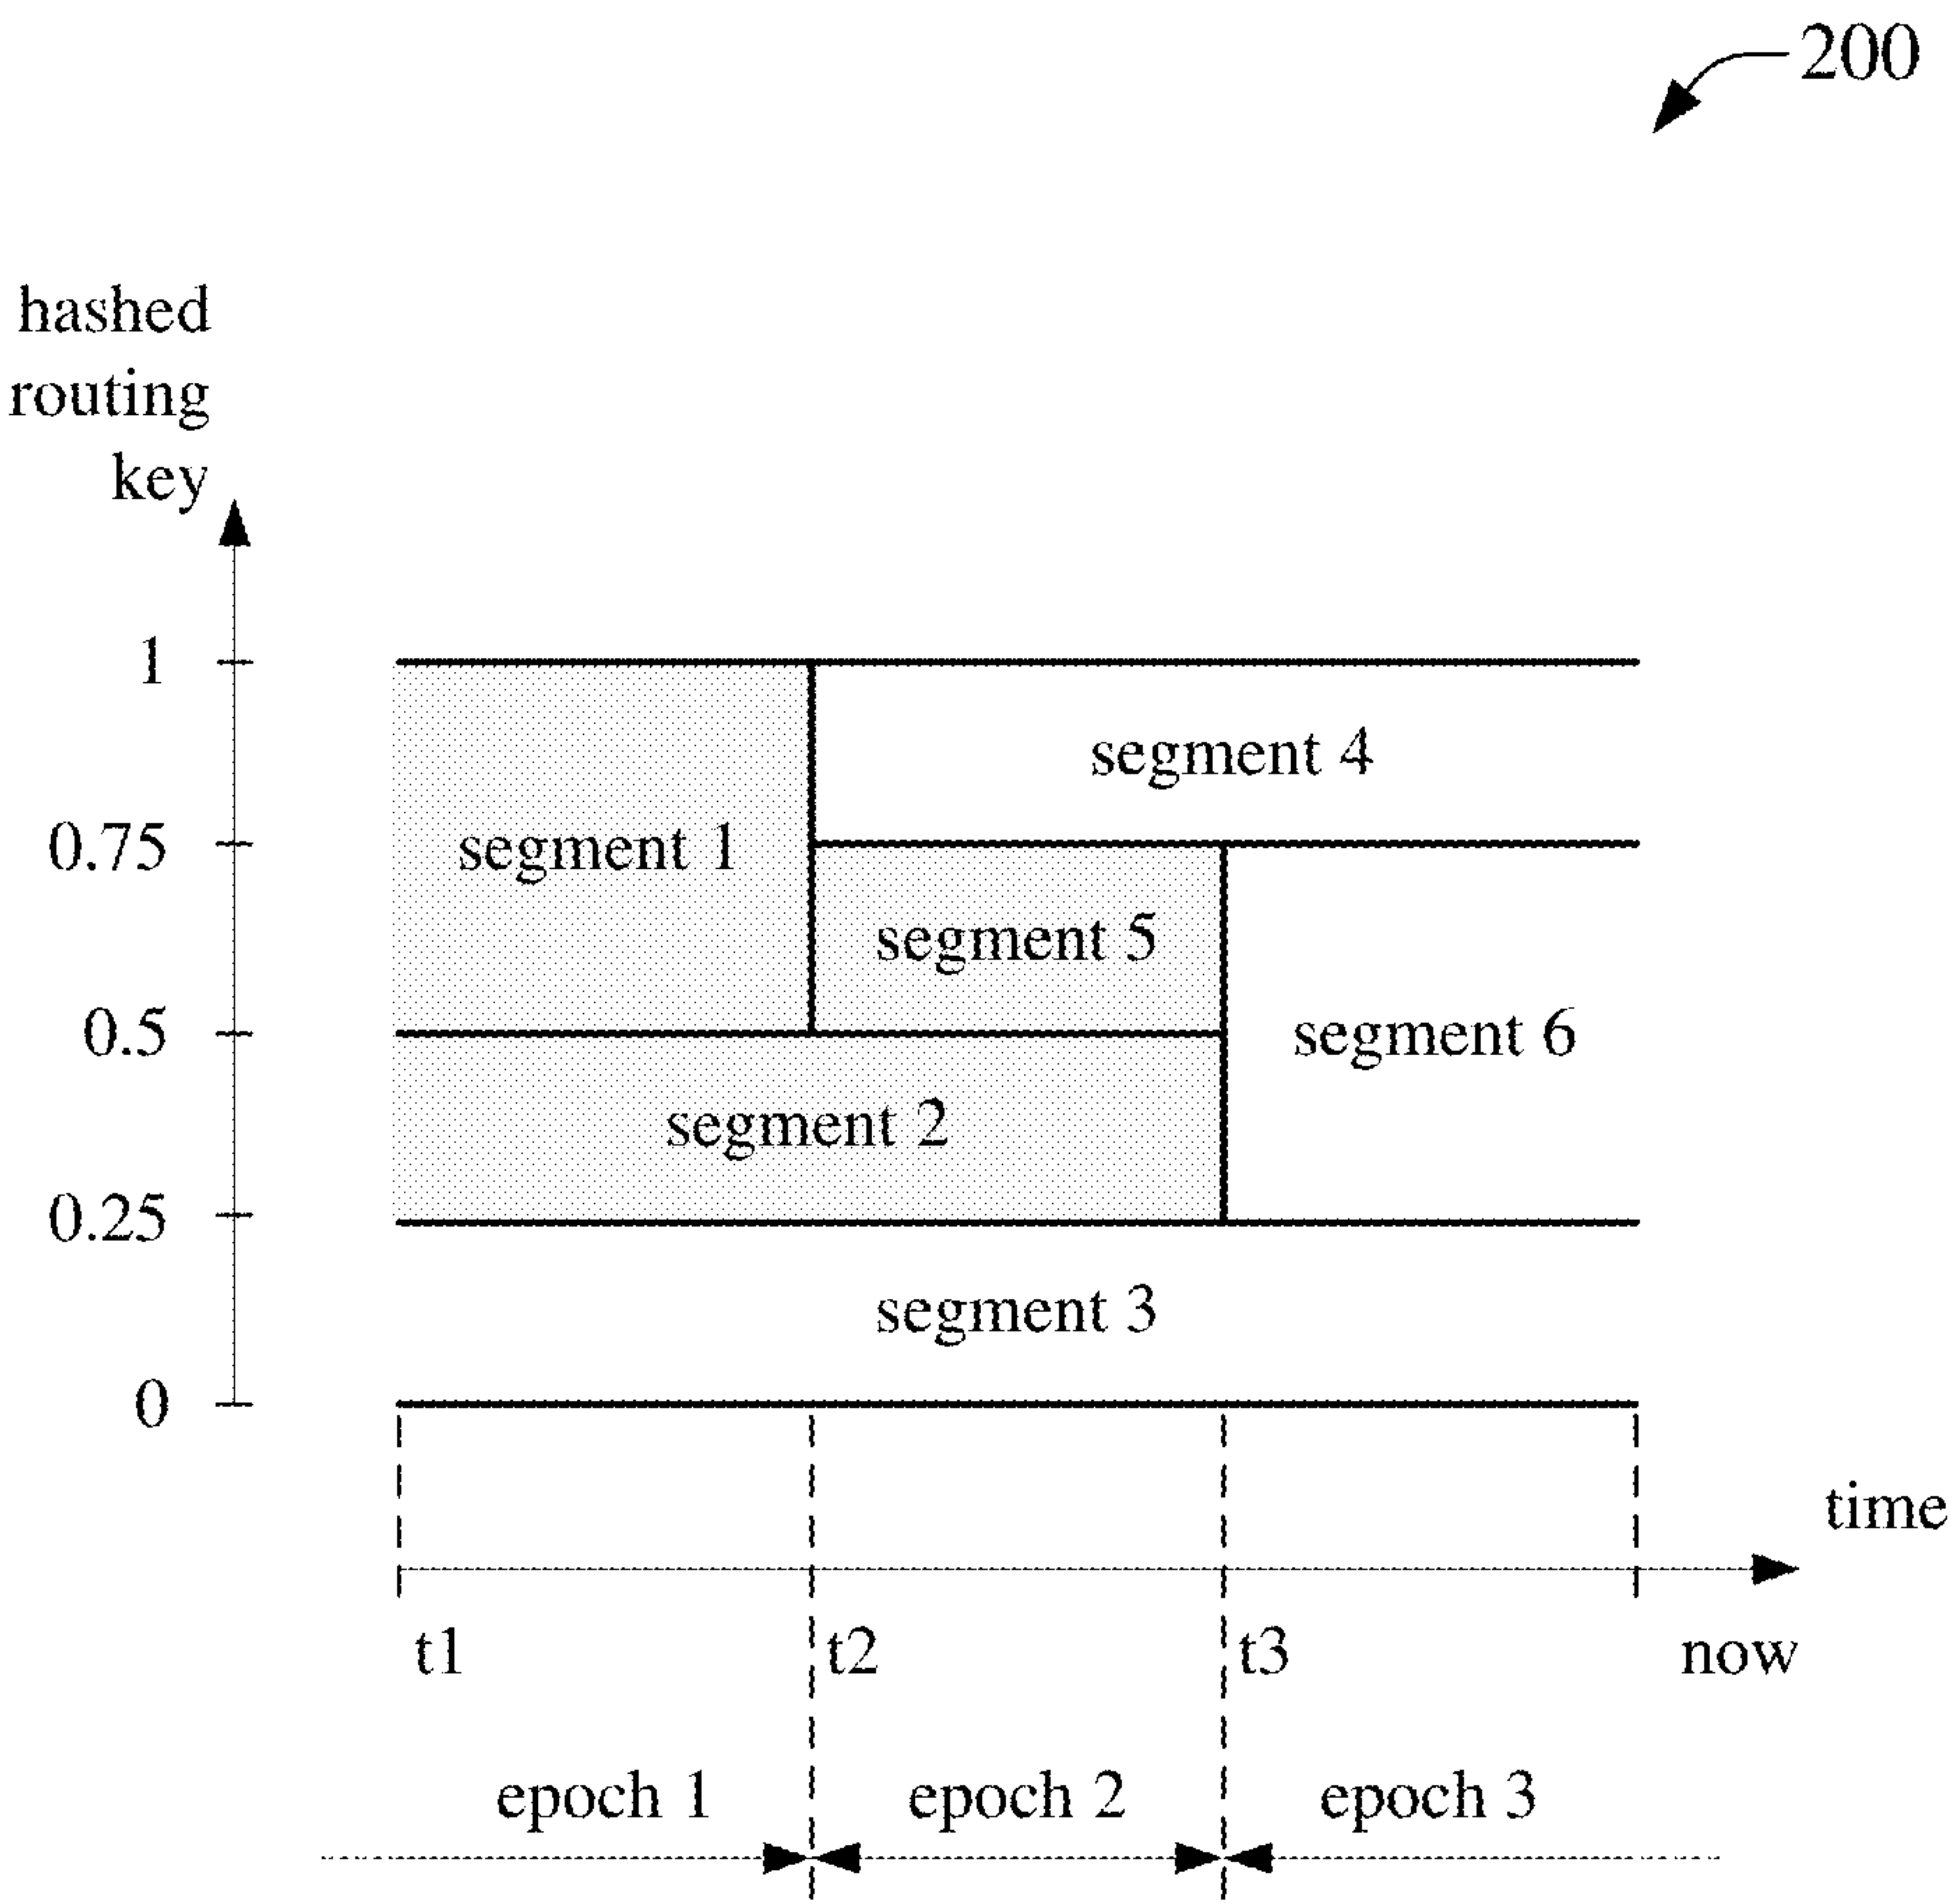 200
hashed
routing
key
1
segment 4
segment 1
0.75
segment 5
0.5
segment 6
segment 2
0.25
segment 3
0
time
t1
t2
t3
now
epoch 1
epoch 2
epoch 3